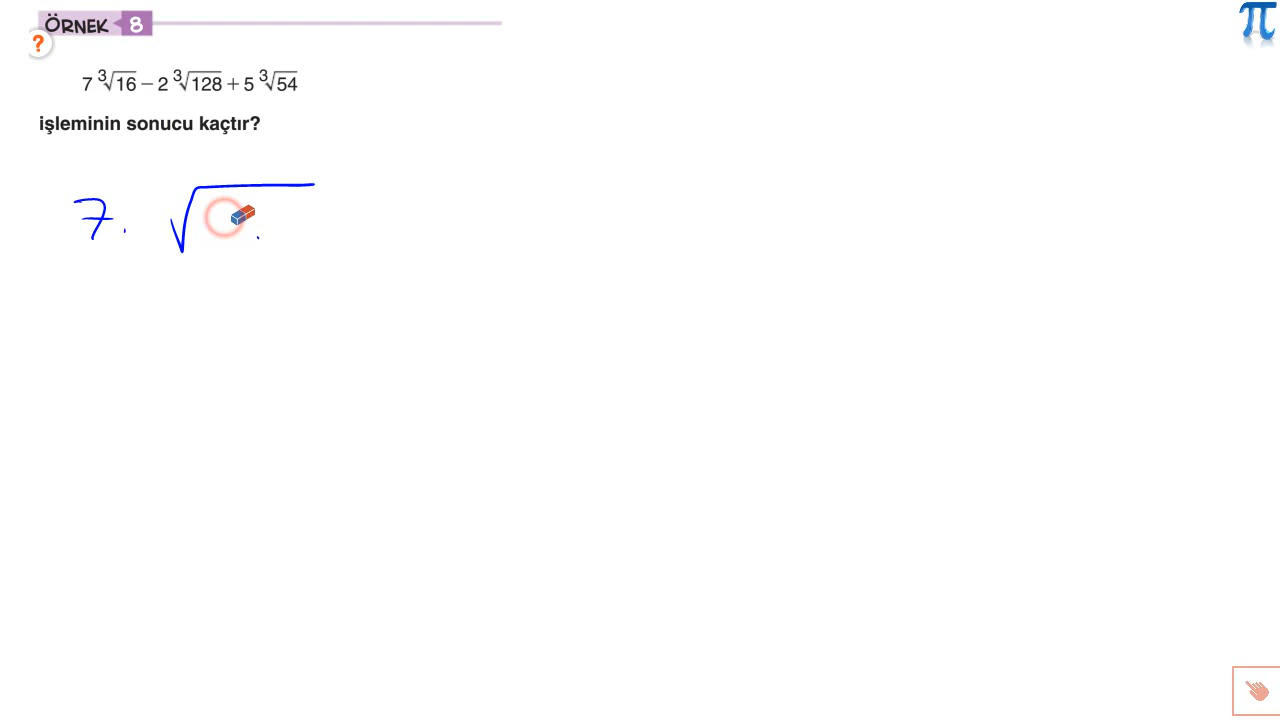 ÖRNEK 8
?
7 ∛16 − 2 ∛128 + 5 ∛54
işleminin sonucu kaçtır?
7. √ .
π